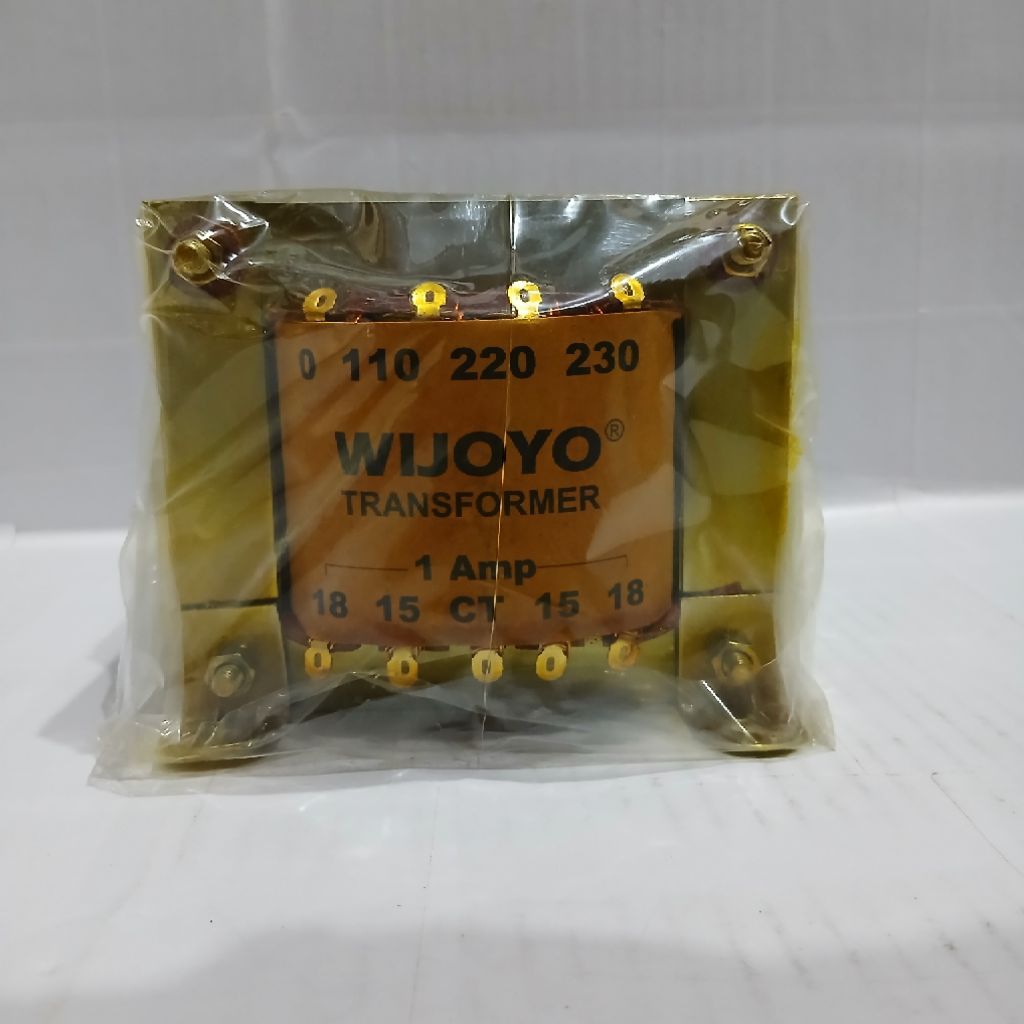 0 110 220 230
WIJOYO®
TRANSFORMER
1 Amp
18 15 CT 15 18